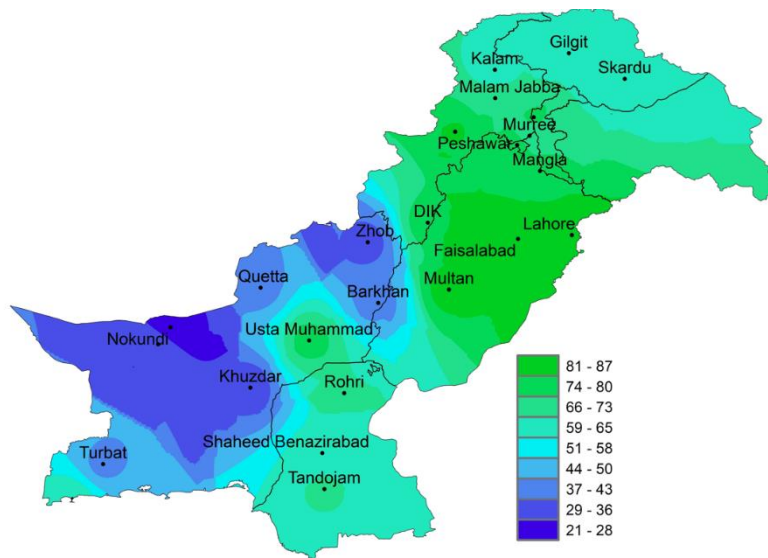 Gilgit
Kalam
Skardu
Malam Jabba
Murree
Peshawar
Mangla
DIK
Lahore
Zhob
Faisalabad
Quetta
Multan
Barkhan
Usta Muhammad
Nokundi
Khuzdar
Rohri
Shaheed Benazirabad
Turbat
Tandojam
81 - 87
74 - 80
66 - 73
59 - 65
51 - 58
44 - 50
37 - 43
29 - 36
21 - 28